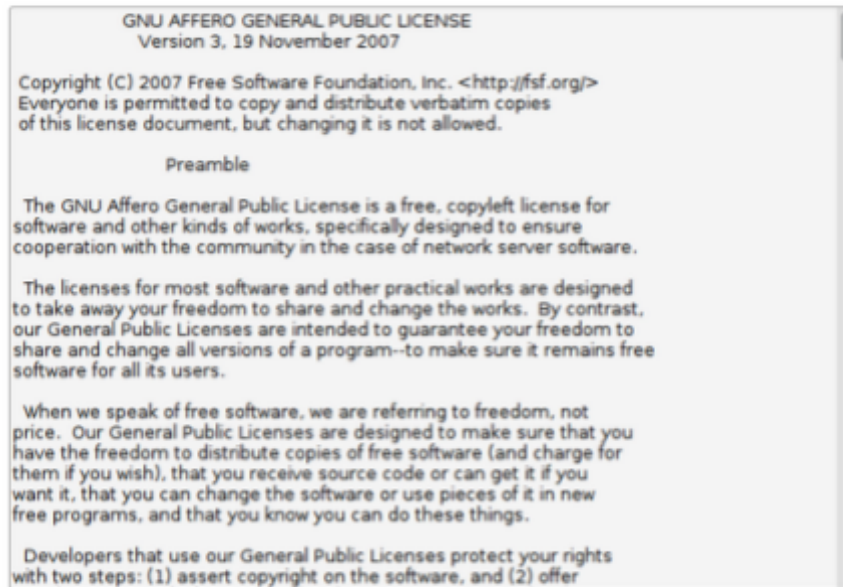 GNU AFFERO GENERAL PUBLIC LICENSE
Version 3, 19 November 2007
Copyright (C) 2007 Free Software Foundation, Inc. <http://fsf.org/>
Everyone is permitted to copy and distribute verbatim copies
of this license document, but changing it is not allowed.
Preamble
The GNU Affero General Public License is a free, copyleft license for
software and other kinds of works, specifically designed to ensure
cooperation with the community in the case of network server software.
The licenses for most software and other practical works are designed
to take away your freedom to share and change the works.  By contrast,
our General Public Licenses are intended to guarantee your freedom to
share and change all versions of a program--to make sure it remains free
software for all its users.
When we speak of free software, we are referring to freedom, not
price.  Our General Public Licenses are designed to make sure that you
have the freedom to distribute copies of free software (and charge for
them if you wish), that you receive source code or can get it if you
want it, that you can change the software or use pieces of it in new
free programs, and that you know you can do these things.
Developers that use our General Public Licenses protect your rights
with two steps: (1) assert copyright on the software, and (2) offer